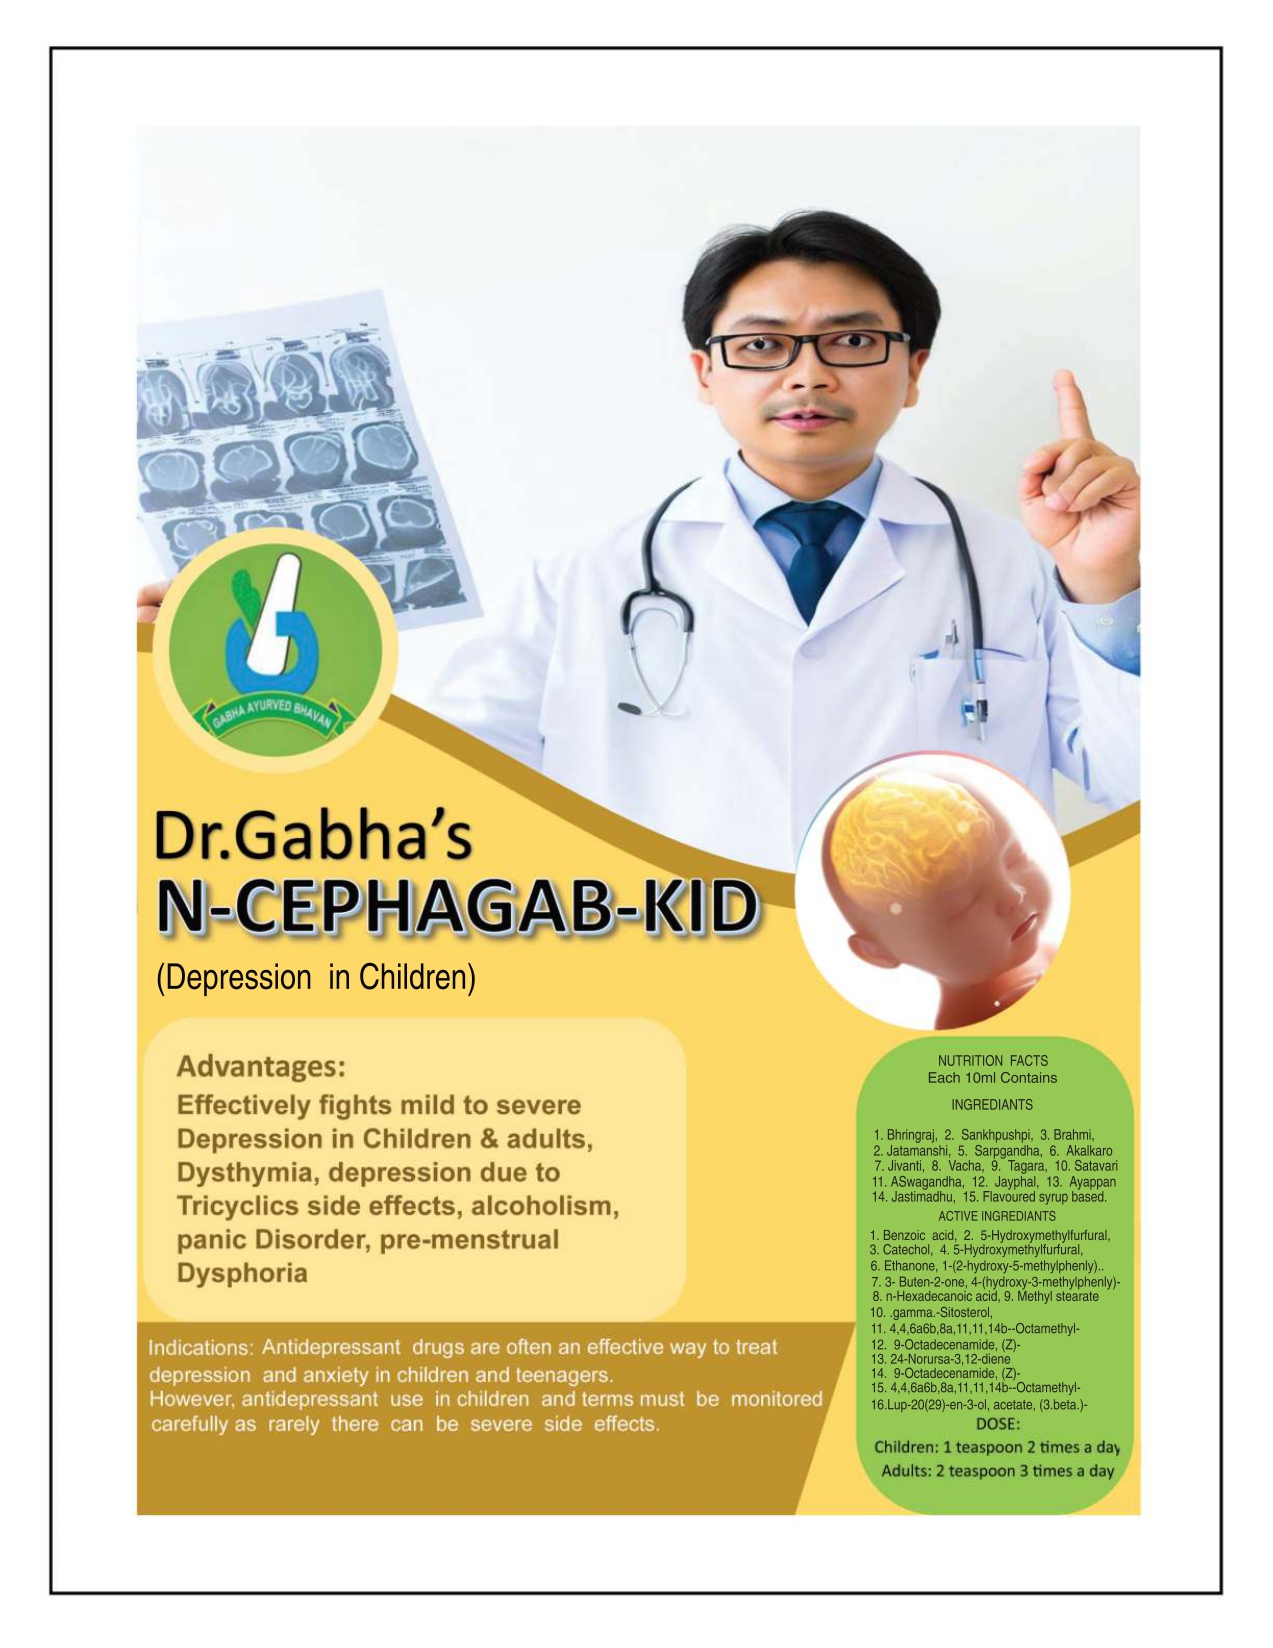 GABHA AYURVED BHAVAN
Dr.Gabha's
N-CEPHAGAB-KID
(Depression in Children)
Advantages:
Effectively fights mild to severe
Depression in Children & adults,
Dysthymia, depression due to
Tricyclics side effects, alcoholism,
panic Disorder, pre-menstrual
Dysphoria
Indications: Antidepressant drugs are often an effective way to treat
depression and anxiety in children and teenagers.
However, antidepressant use in children and terms must be monitored
carefully as rarely there can be severe side effects.
NUTRITION FACTS
Each 10ml Contains
INGREDIANTS
1. Bhringraj, 2. Sankhpushpi, 3. Brahmi,
2. Jatamanshi, 5. Sarpgandha, 6. Akalkaro
7. Jivanti, 8. Vacha, 9. Tagara, 10. Satavari
11. ASwagandha, 12. Jayphal, 13. Ayappan
14. Jastimadhu, 15. Flavoured syrup based.
ACTIVE INGREDIANTS
1. Benzoic acid, 2. 5-Hydroxymethylfurfural,
3. Catechol, 4. 5-Hydroxymethylfurfural,
6. Ethanone, 1-(2-hydroxy-5-methylphenly)..
7. 3- Buten-2-one, 4-(hydroxy-3-methylphenly)-
8. n-Hexadecanoic acid, 9. Methyl stearate
10. .gamma.-Sitosterol,
11. 4,4,6a6b,8a,11,11,14b--Octamethyl-
12. 9-Octadecenamide, (Z)-
13. 24-Norursa-3,12-diene
14. 9-Octadecenamide, (Z)-
15. 4,4,6a6b,8a,11,11,14b--Octamethyl-
16.Lup-20(29)-en-3-ol, acetate, (3.beta.)-
DOSE:
Children: 1 teaspoon 2 times a day
Adults: 2 teaspoon 3 times a day